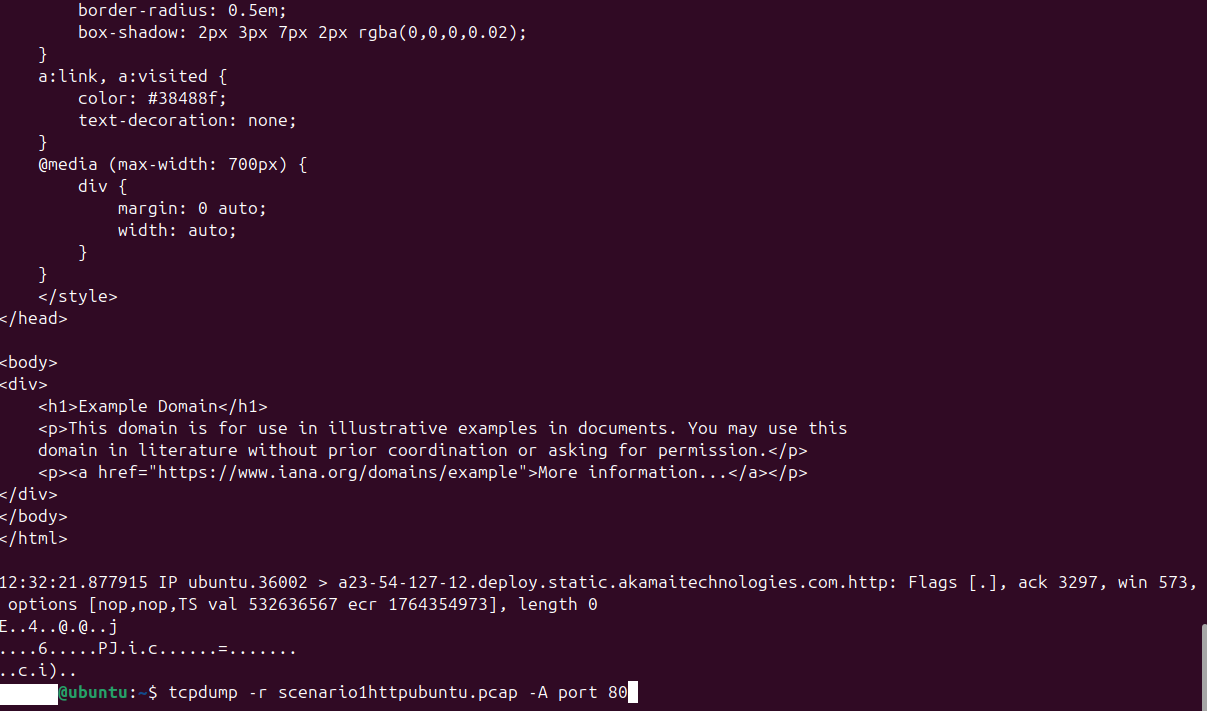 border-radius: 0.5em;
        box-shadow: 2px 3px 7px 2px rgba(0,0,0,0.02);
    }
    a:link, a:visited {
        color: #38488f;
        text-decoration: none;
    }
    @media (max-width: 700px) {
        div {
            margin: 0 auto;
            width: auto;
        }
    }
    </style>
</head>

<body>
<div>
    <h1>Example Domain</h1>
    <p>This domain is for use in illustrative examples in documents. You may use this
    domain in literature without prior coordination or asking for permission.</p>
    <p><a href="https://www.iana.org/domains/example">More information...</a></p>
</div>
</body>
</html>

12:32:21.877915 IP ubuntu.36002 > a23-54-127-12.deploy.static.akamaitechnologies.com.http: Flags [.], ack 3297, win 573,
 options [nop,nop,TS val 532636567 ecr 1764354973], length 0
E..4..@.@..j
....6.....PJ.i.c......=.......
..c.i)..
@ubuntu:~$ tcpdump -r scenario1httpubuntu.pcap -A port 80